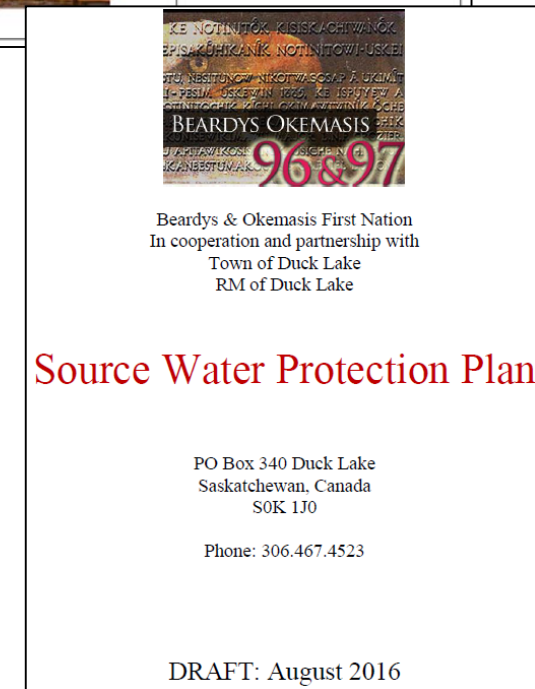 KE NOTINITOK KISISKACHIWANOK
BEARDYS OKEMASIS
96 & 97
Beardys & Okemasis First Nation
In cooperation and partnership with
Town of Duck Lake
RM of Duck Lake
Source Water Protection Plan
PO Box 340 Duck Lake
Saskatchewan, Canada
S0K 1J0
Phone: 306.467.4523
DRAFT: August 2016